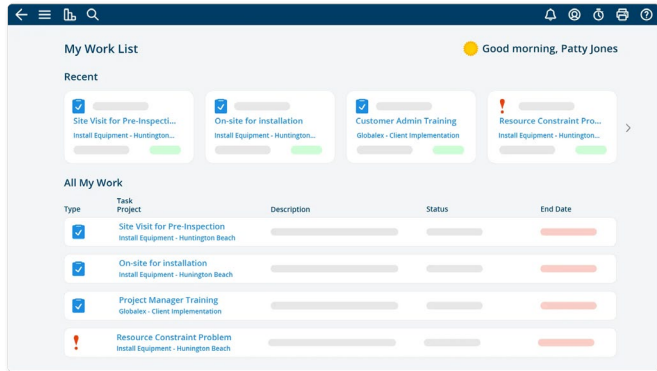 My Work List
Good morning, Patty Jones
Recent
Site Visit for Pre-Inspecti...
Install Equipment - Huntington...
On-site for installation
Install Equipment - Huntington...
Customer Admin Training
Globalex - Client Implementation
Resource Constraint Pro...
Install Equipment - Huntington...
All My Work
Type
Task
Project
Description
Status
End Date
Site Visit for Pre-Inspection
Install Equipment - Huntington Beach
On-site for installation
Install Equipment - Hunington Beach
Project Manager Training
Globalex - Client Implementation
Resource Constraint Problem
Install Equipment - Hunington Beach